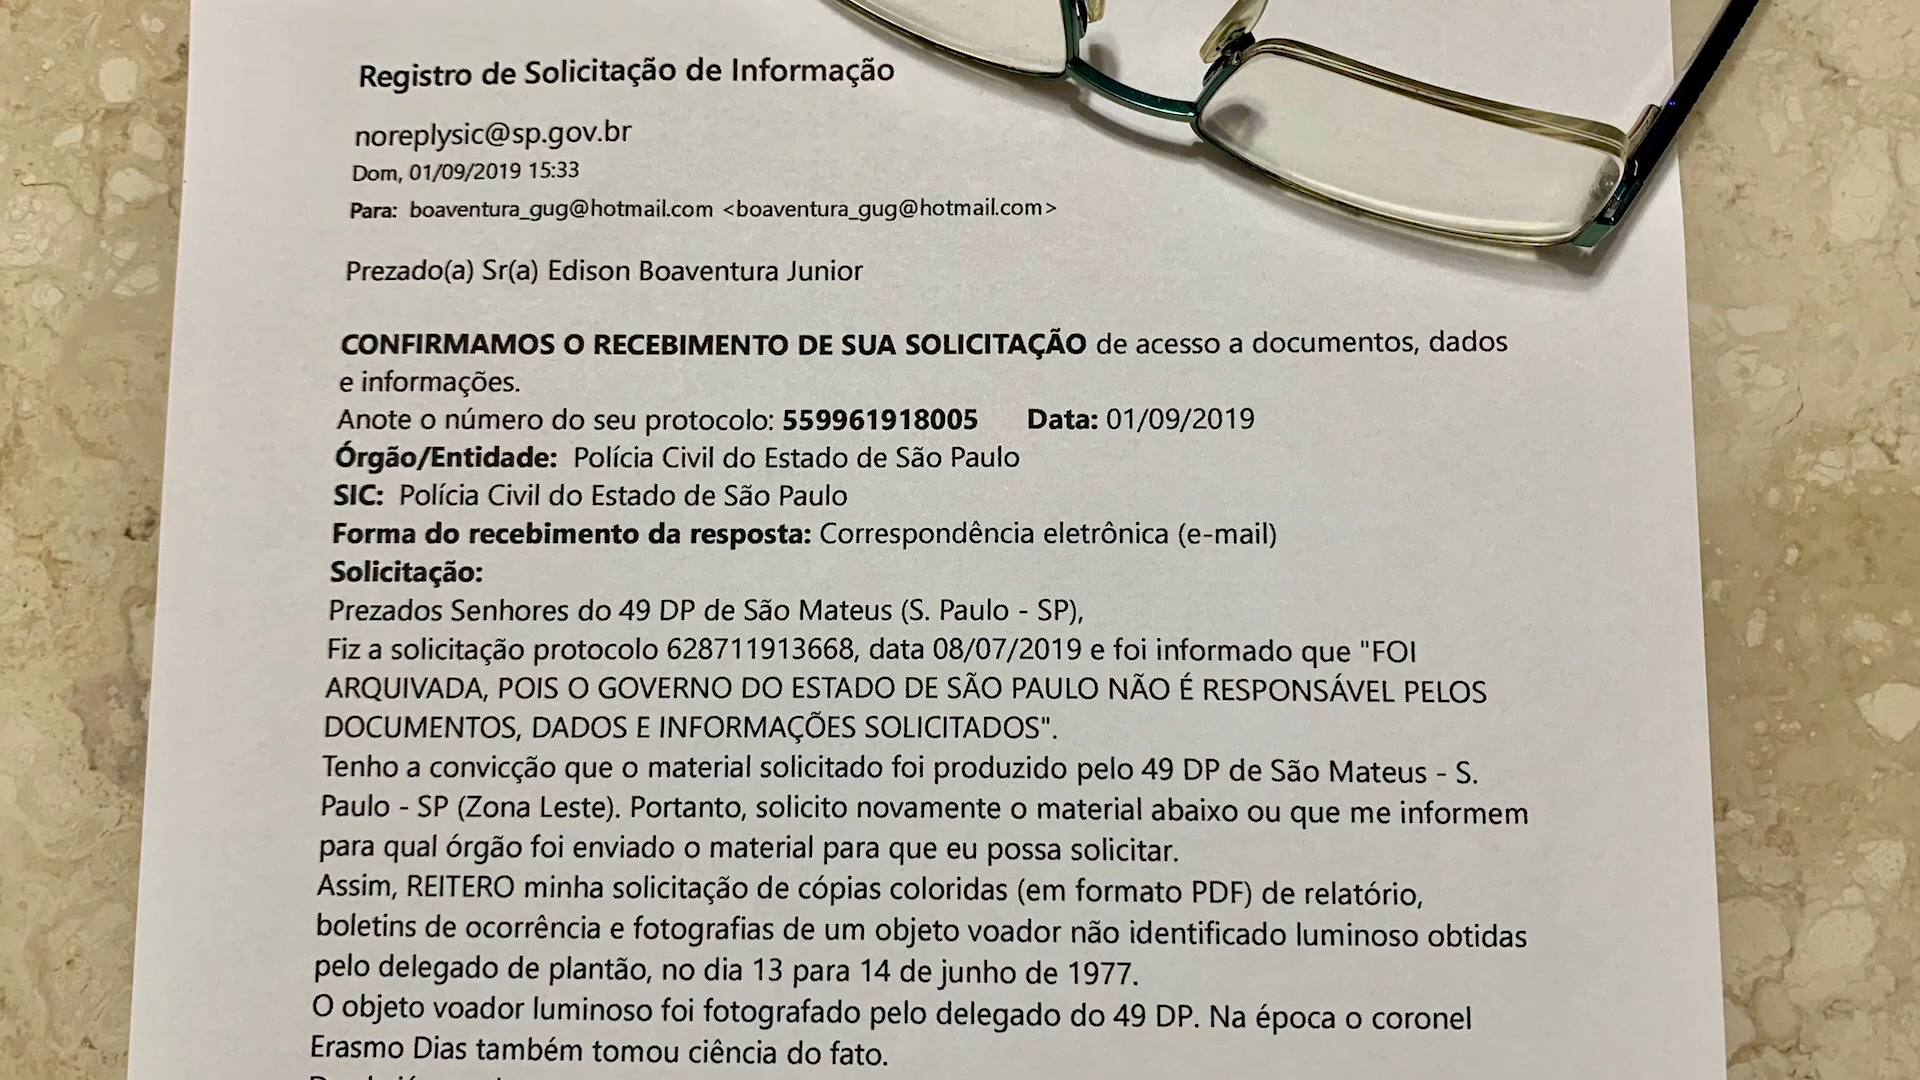 Registro de Solicitação de Informação
noreplysic@sp.gov.br
Dom, 01/09/2019 15:33
Para: boaventura_gug@hotmail.com <boaventura_gug@hotmail.com>
Prezado(a) Sr(a) Edison Boaventura Junior
CONFIRMAMOS O RECEBIMENTO DE SUA SOLICITAÇÃO de acesso a documentos, dados
e informações.
Anote o número do seu protocolo: 559961918005 Data: 01/09/2019
Órgão/Entidade: Polícia Civil do Estado de São Paulo
SIC: Polícia Civil do Estado de São Paulo
Forma do recebimento da resposta: Correspondência eletrônica (e-mail)
Solicitação:
Prezados Senhores do 49 DP de São Mateus (S. Paulo - SP),
Fiz a solicitação protocolo 628711913668, data 08/07/2019 e foi informado que "FOI
ARQUIVADA, POIS O GOVERNO DO ESTADO DE SÃO PAULO NÃO É RESPONSÁVEL PELOS
DOCUMENTOS, DADOS E INFORMAÇÕES SOLICITADOS".
Tenho a convicção que o material solicitado foi produzido pelo 49 DP de São Mateus - S.
Paulo - SP (Zona Leste). Portanto, solicito novamente o material abaixo ou que me informem
para qual órgão foi enviado o material para que eu possa solicitar.
Assim, REITERO minha solicitação de cópias coloridas (em formato PDF) de relatório,
boletins de ocorrência e fotografias de um objeto voador não identificado luminoso obtidas
pelo delegado de plantão, no dia 13 para 14 de junho de 1977.
O objeto voador luminoso foi fotografado pelo delegado do 49 DP. Na época o coronel
Erasmo Dias também tomou ciência do fato.